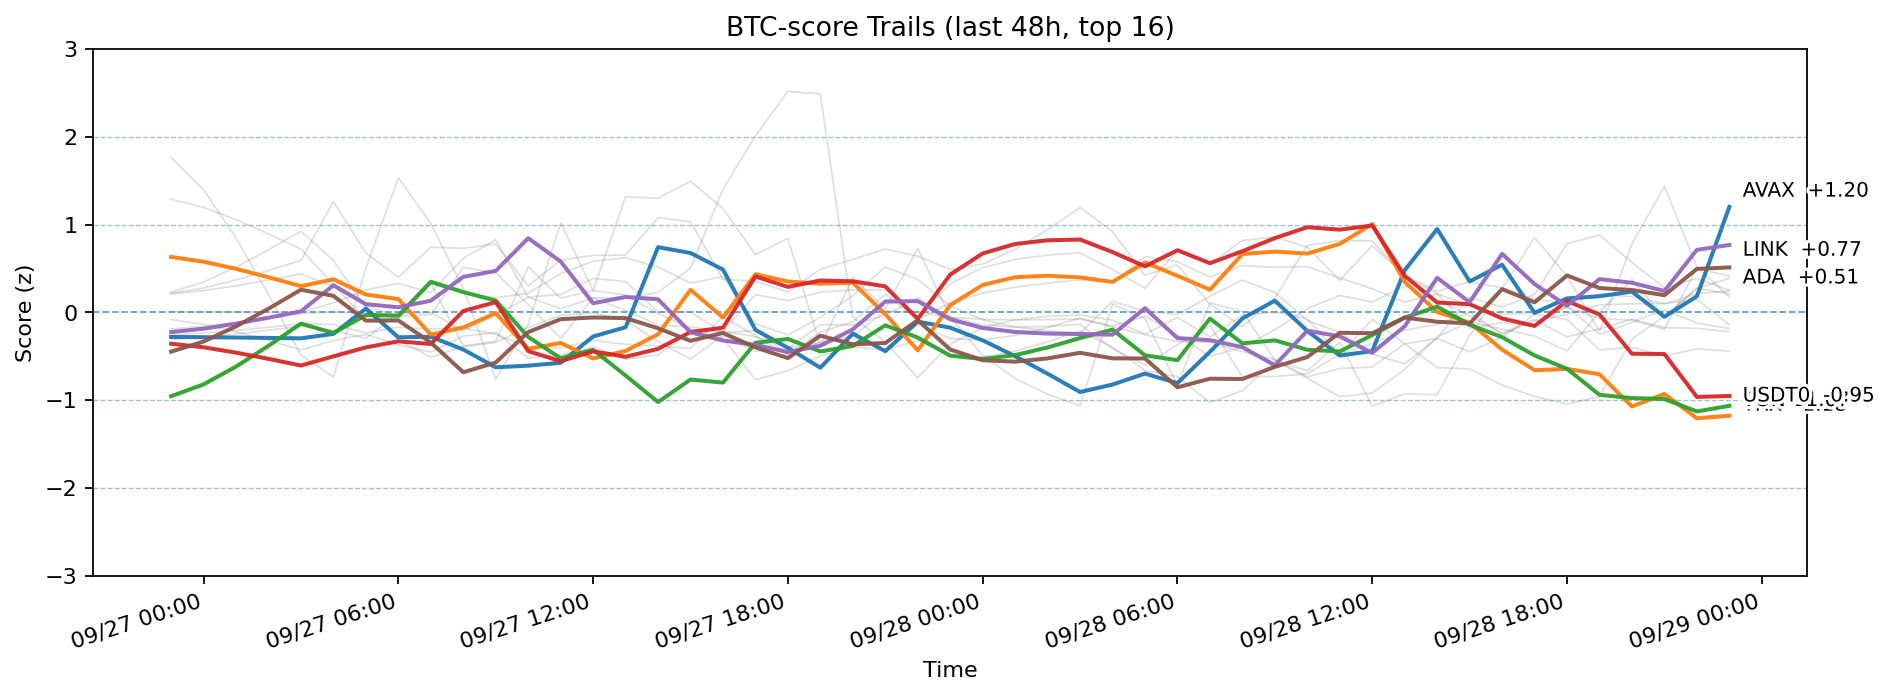 BTC-score Trails (last 48h, top 16)
Score (z)
3
2
1
0
−1
−2
−3
AVAX +1.20
LINK +0.77
ADA +0.51
USDT0 -0.95
09/27 00:00
09/27 06:00
09/27 12:00
09/27 18:00
09/28 00:00
09/28 06:00
09/28 12:00
09/28 18:00
09/29 00:00
Time